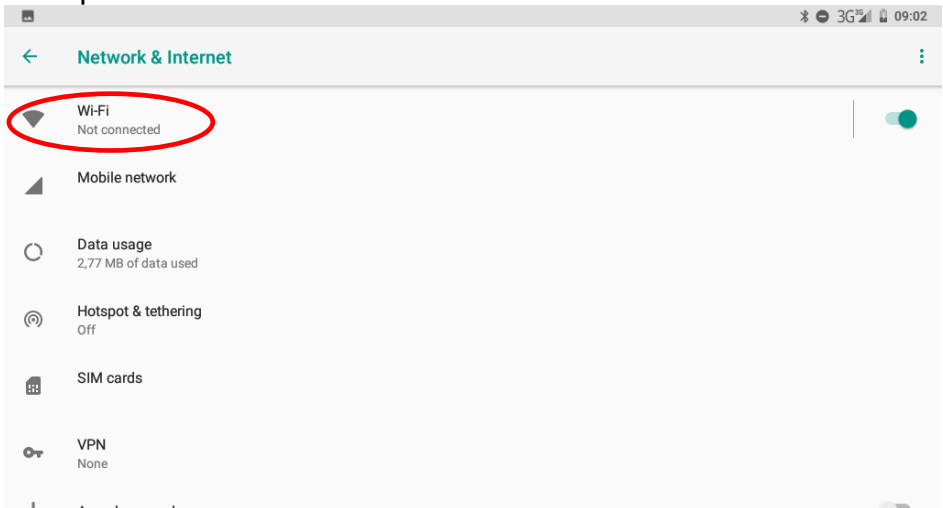 3G 3G 09:02
Network & Internet
Wi-Fi
Not connected
Mobile network
Data usage
2,77 MB of data used
Hotspot & tethering
Off
SIM cards
VPN
None